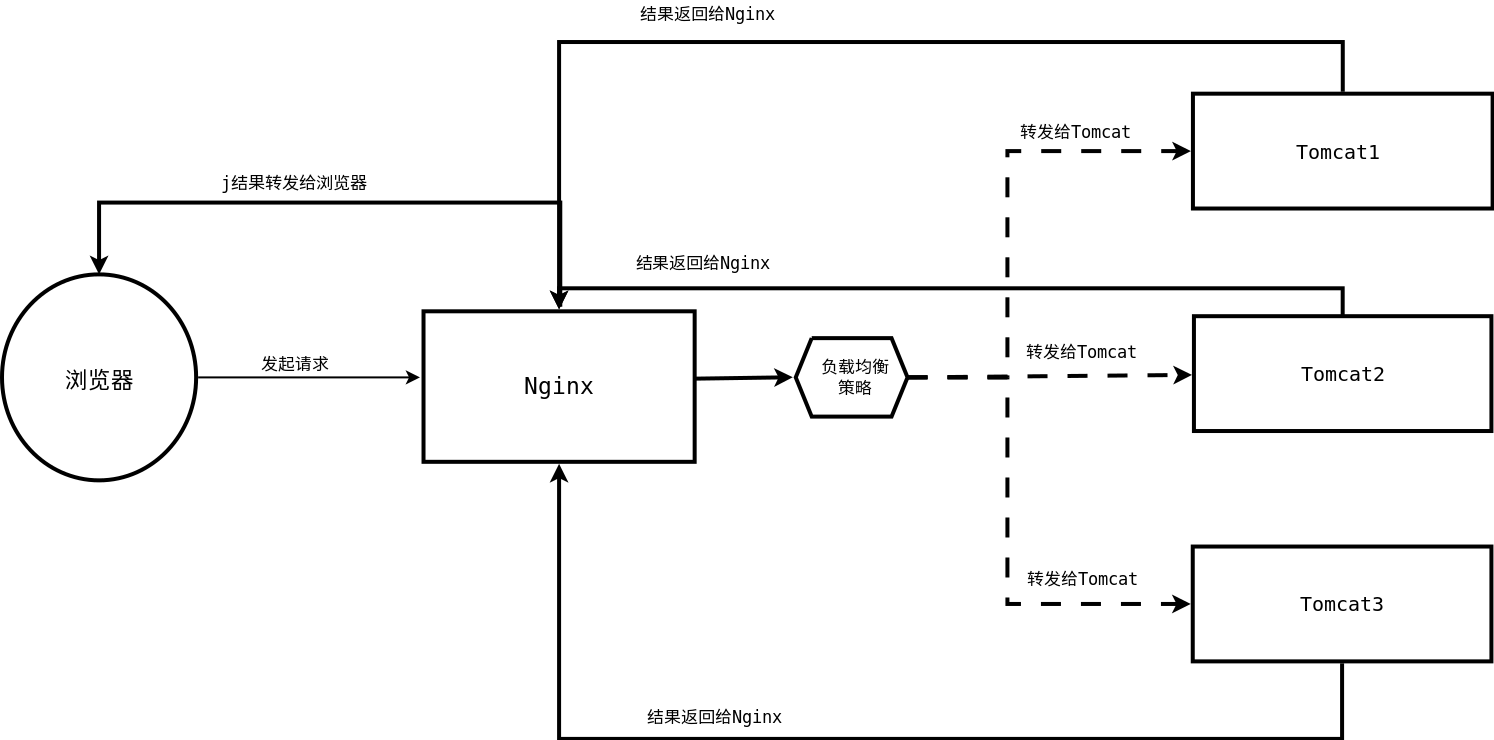 结果返回给Nginx
转发给Tomcat
Tomcat1
j结果转发给浏览器
结果返回给Nginx
转发给Tomcat
发起请求
浏览器
Nginx
负载均衡
策略
Tomcat2
转发给Tomcat
Tomcat3
结果返回给Nginx